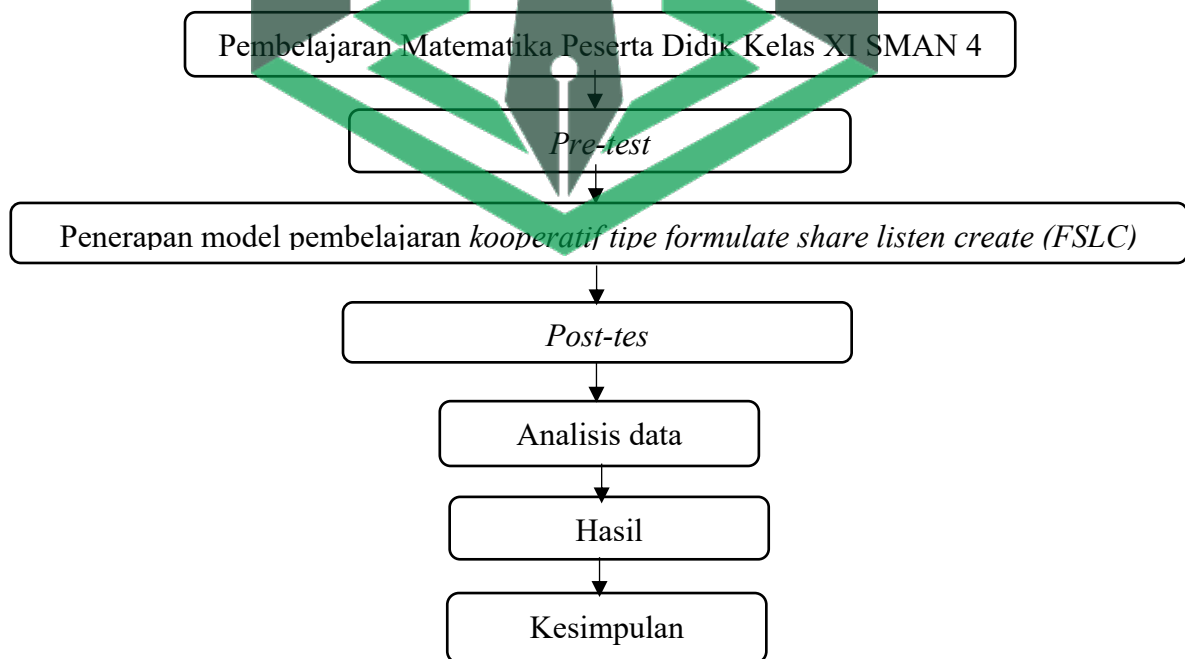 Pembelajaran Matematika Peserta Didik Kelas XI SMAN 4
Pre-test
Penerapan model pembelajaran kooperatif tipe formulate share listen create (FSLC)
Post-tes
Analisis data
Hasil
Kesimpulan